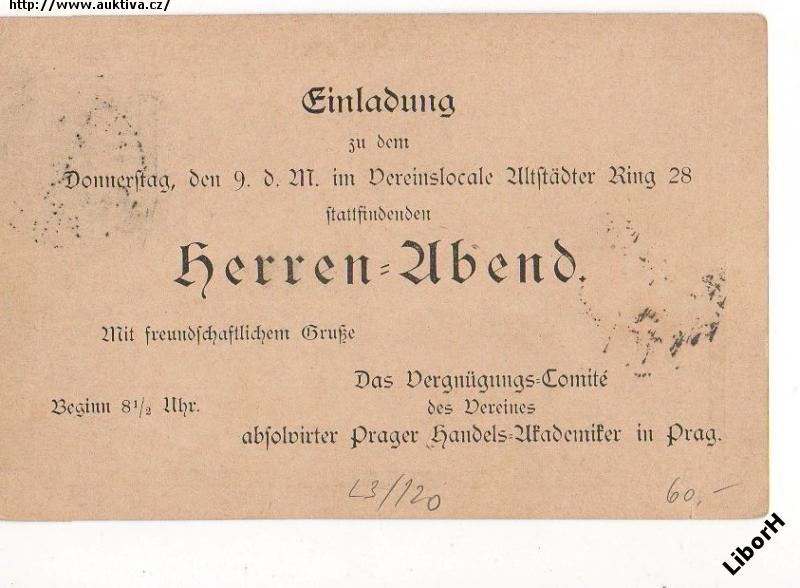 http://www.auktiva.cz/
Einladung
zu dem
Donnerstag, den 9. d. M. im Vereinslocale Altstädter Ring 28
stattfindenden
Herren-Abend.
Mit freundschaftlichem Gruße
Das Vergnügungs-Comité
Beginn 8 1/2 Uhr.
des Vereines
absolvirter Prager Handels-Akademiker in Prag.
L3/120
60,-
LiborH